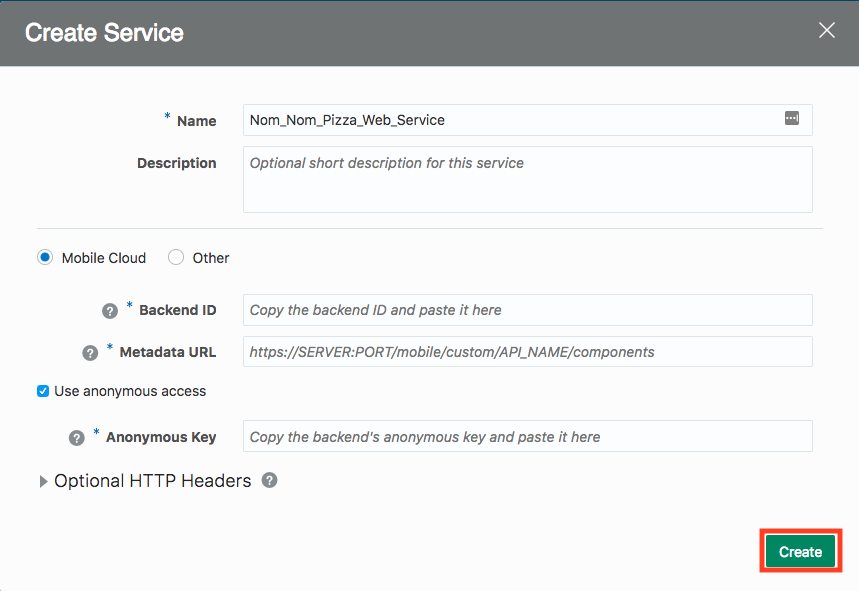 Create Service
* Name
Nom_Nom_Pizza_Web_Service
Description
Optional short description for this service
Mobile Cloud
Other
? * Backend ID
Copy the backend ID and paste it here
? * Metadata URL
https://SERVER:PORT/mobile/custom/API_NAME/components
Use anonymous access
? * Anonymous Key
Copy the backend's anonymous key and paste it here
Optional HTTP Headers ?
Create